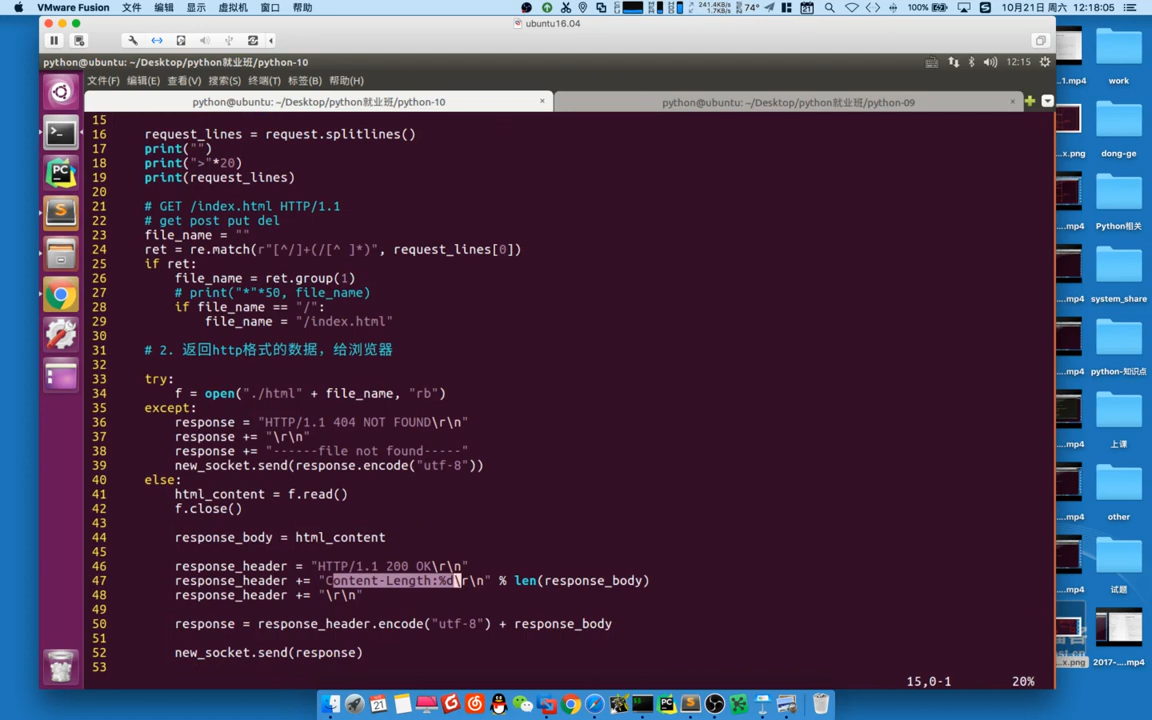 VMware Fusion 文件 编辑 显示 虚拟机 窗口 帮助 241.4KB/s 1.7KB/s 74° 100% 10月21日 周六 12:18:05
ubuntu16.04
python@ubuntu: ~/Desktop/python就业班/python-10 12:15
文件(F) 编辑(E) 查看(V) 搜索(S) 终端(T) 标签(B) 帮助(H)
python@ubuntu: ~/Desktop/python就业班/python-10 × python@ubuntu: ~/Desktop/python就业班/python-09 ×
15
16 request_lines = request.splitlines()
17 print("")
18 print(">"*20)
19 print(request_lines)
20
21 # GET /index.html HTTP/1.1
22 # get post put del
23 file_name = ""
24 ret = re.match(r"[^/]+(/[^ ]*)", request_lines[0])
25 if ret:
26 file_name = ret.group(1)
27 # print("*"*50, file_name)
28 if file_name == "/":
29 file_name = "/index.html"
30
31 # 2. 返回http格式的数据，给浏览器
32
33 try:
34 f = open("./html" + file_name, "rb")
35 except:
36 response = "HTTP/1.1 404 NOT FOUND\r\n"
37 response += "\r\n"
38 response += "------file not found-----"
39 new_socket.send(response.encode("utf-8"))
40 else:
41 html_content = f.read()
42 f.close()
43
44 response_body = html_content
45
46 response_header = "HTTP/1.1 200 OK\r\n"
47 response_header += "Content-Length:%d\r\n" % len(response_body)
48 response_header += "\r\n"
49
50 response = response_header.encode("utf-8") + response_body
51
52 new_socket.send(response)
53
15,0-1 20%
...1.mp4 work
...x.png dong-ge
....mp4 Python相关
....mp4 system_share
....mp4 python-知识点
....mp4 上课
....mp4 other
....mp4 试题
...x.png 2017-....mp4